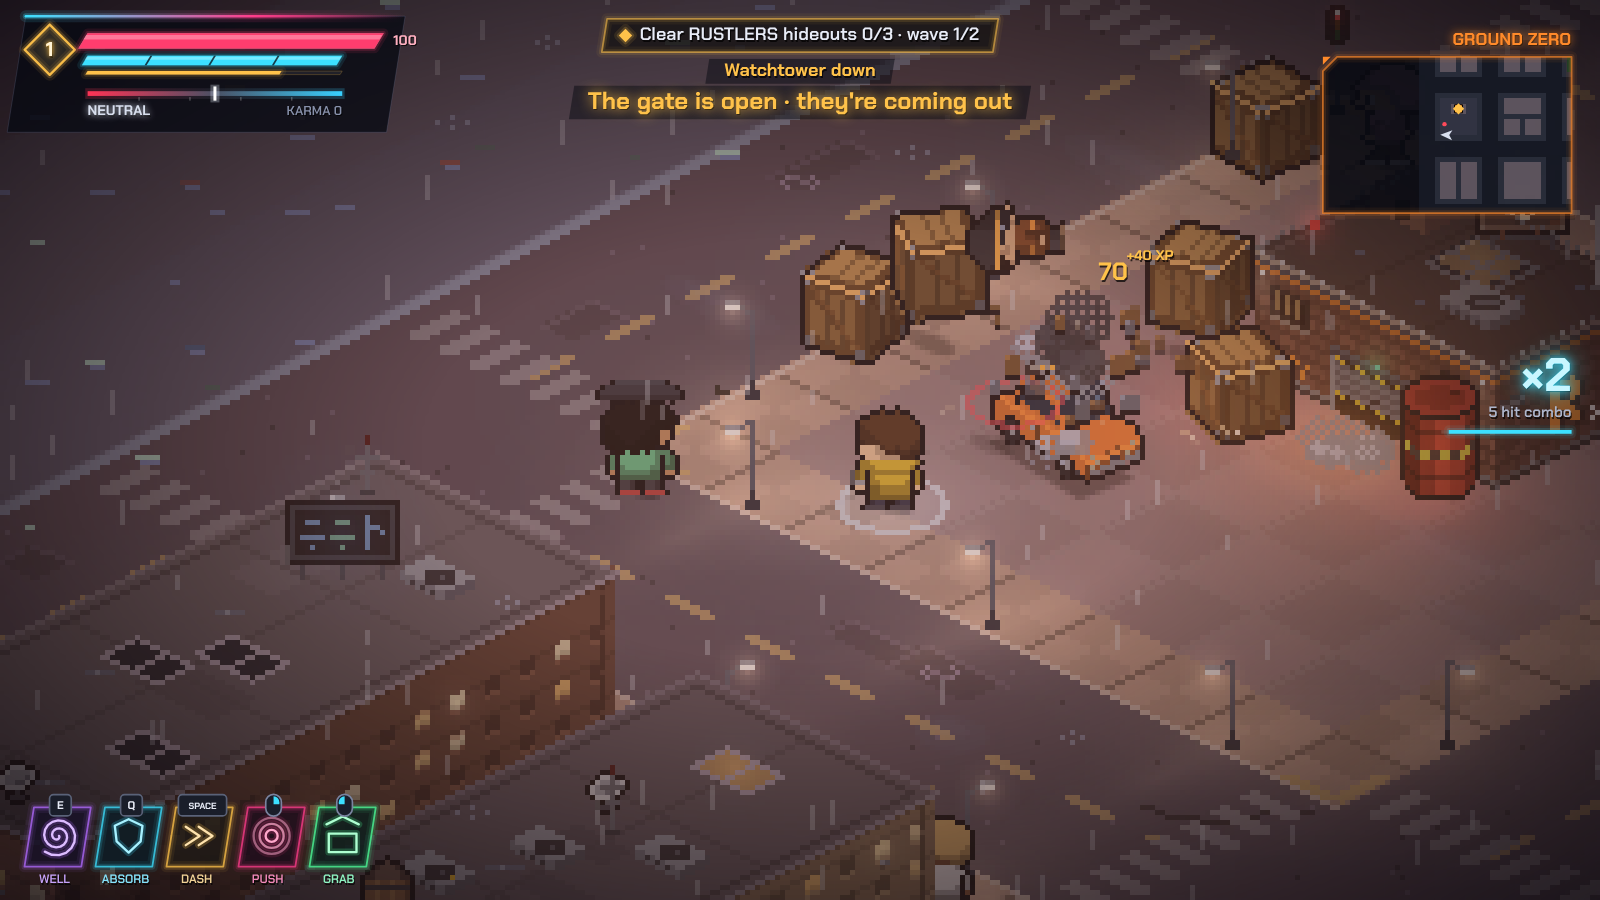 1
100
NEUTRAL
KARMA 0
Clear RUSTLERS hideouts 0/3 · wave 1/2
Watchtower down
The gate is open · they're coming out
GROUND ZERO
+40 XP
70
×2
5 hit combo
E
Q
SPACE
WELL
ABSORB
DASH
PUSH
GRAB